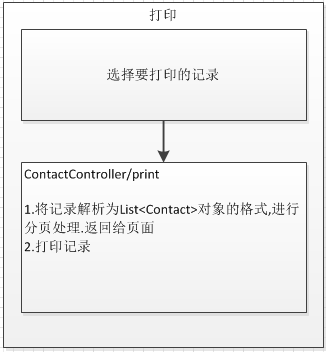 打印
选择要打印的记录
ContactController/print
1.将记录解析为List<Contact>对象的格式,进行
分页处理.返回给页面
2.打印记录